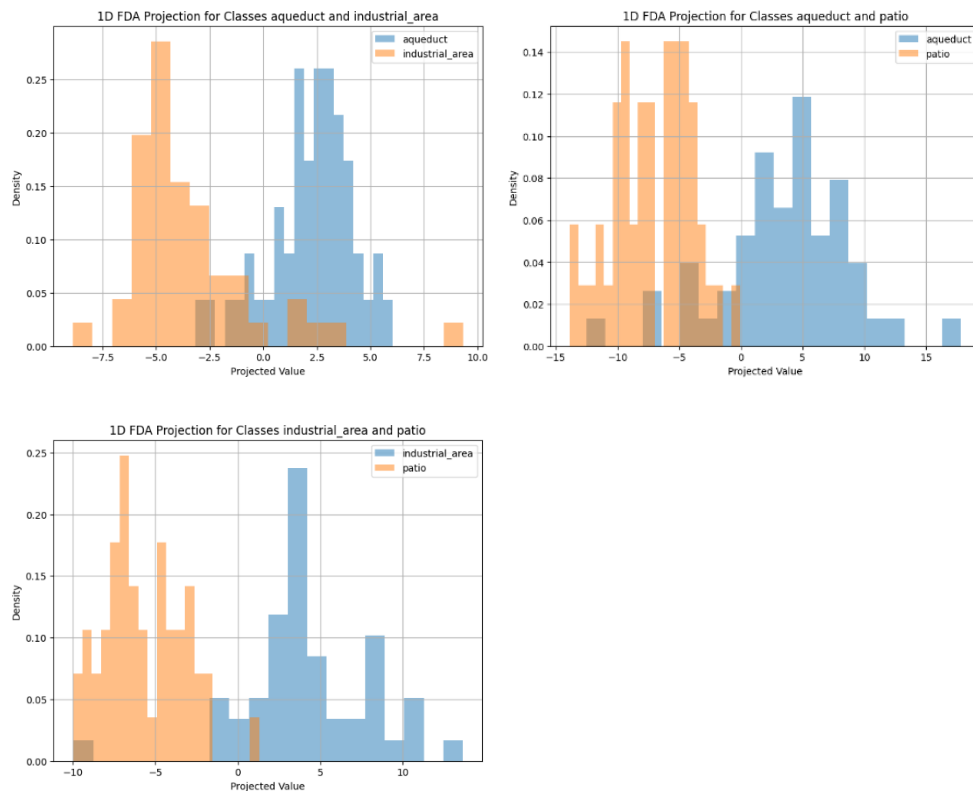 1D FDA Projection for Classes aqueduct and industrial_area
aqueduct
industrial_area
0.25
0.20
0.15
0.10
0.05
0.00
Density
−7.5
−5.0
−2.5
0.0
2.5
5.0
7.5
10.0
Projected Value
1D FDA Projection for Classes aqueduct and patio
aqueduct
patio
0.14
0.12
0.10
0.08
0.06
0.04
0.02
0.00
Density
−15
−10
−5
0
5
10
15
Projected Value
1D FDA Projection for Classes industrial_area and patio
industrial_area
patio
0.25
0.20
0.15
0.10
0.05
0.00
Density
−10
−5
0
5
10
Projected Value